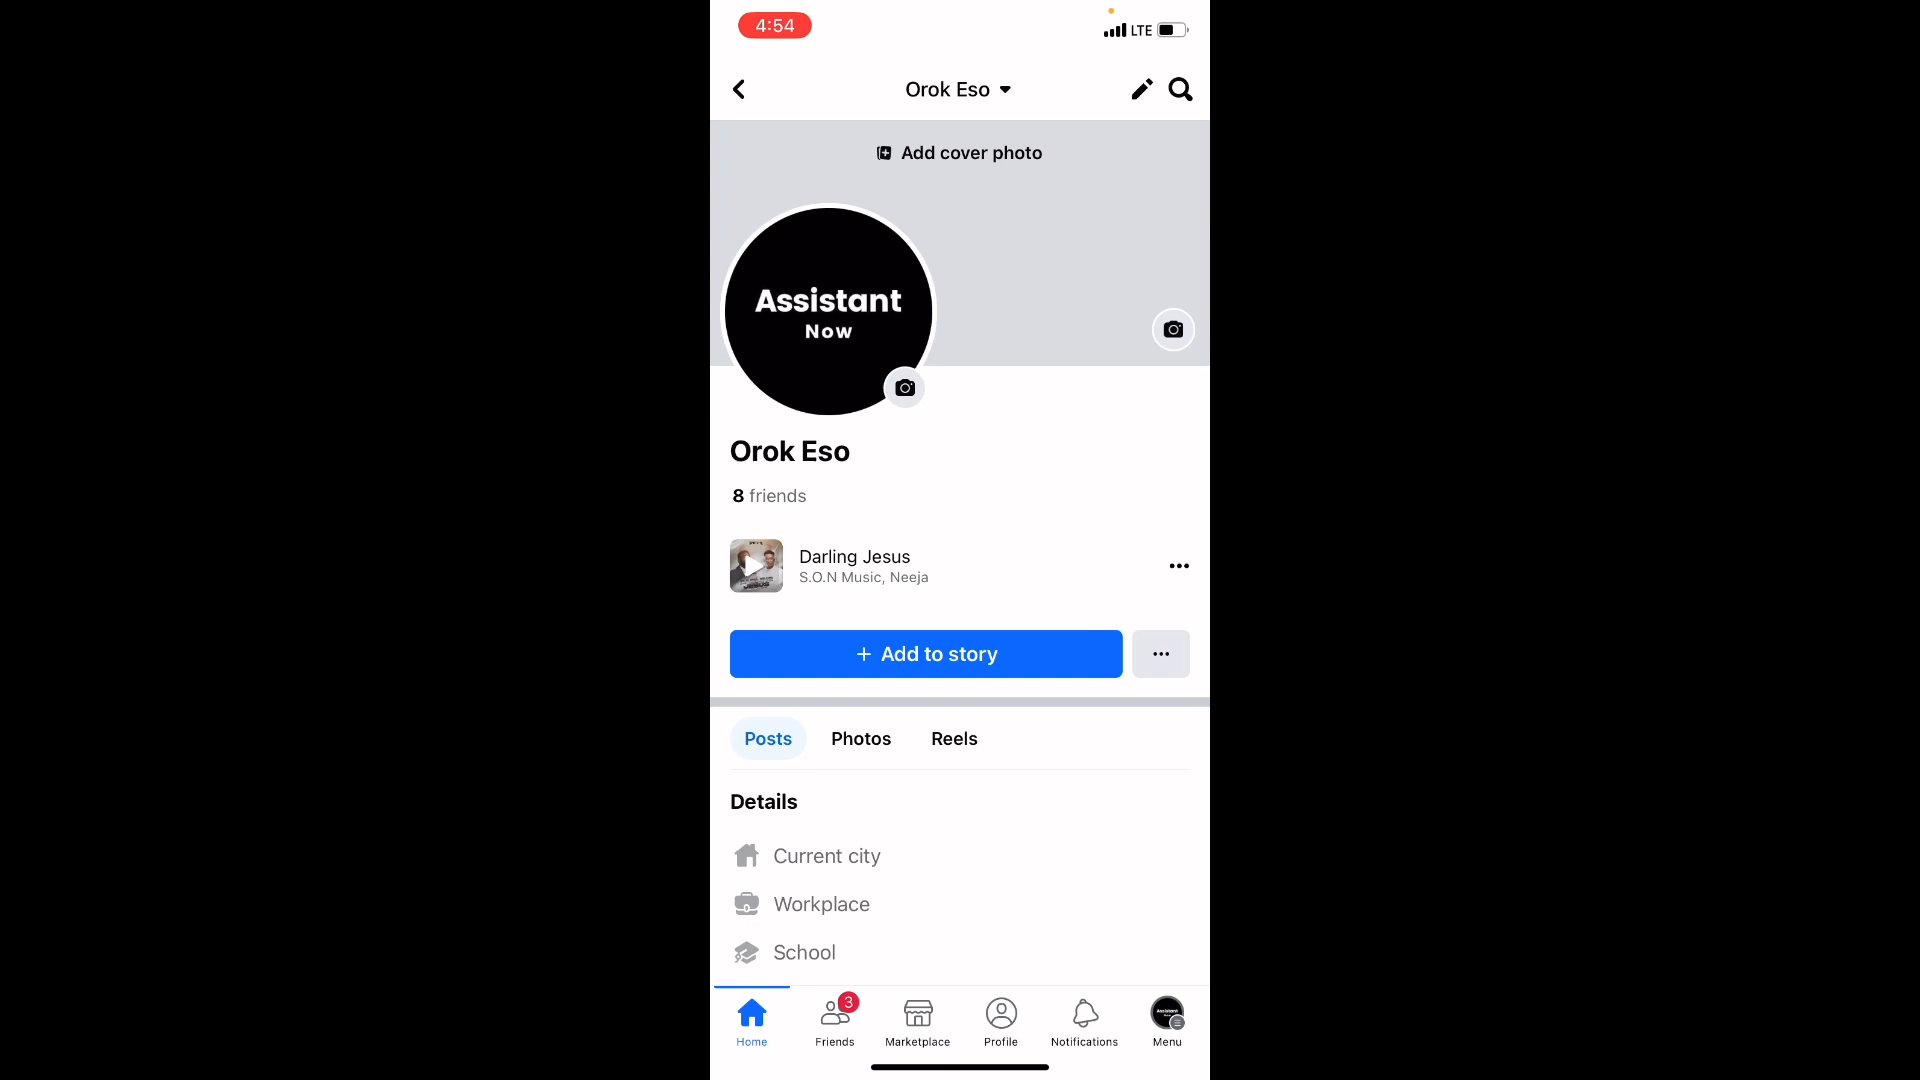 4:54
LTE
Orok Eso
Add cover photo
Assistant
Now
Orok Eso
8 friends
Darling Jesus
S.O.N Music, Neeja
+ Add to story
Posts Photos Reels
Details
Current city
Workplace
School
3
Home Friends Marketplace Profile Notifications Menu